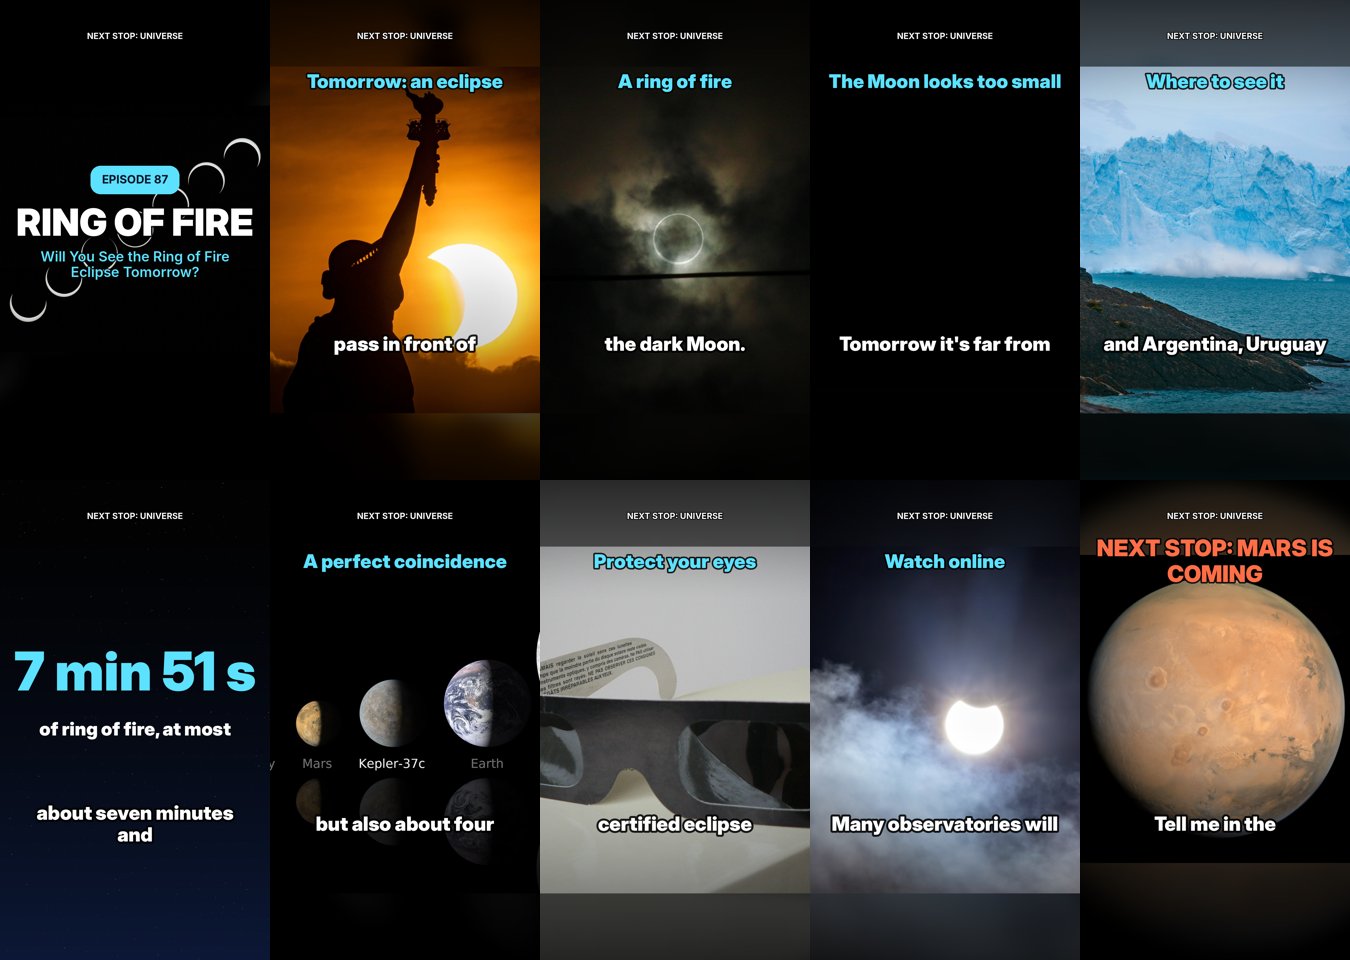 NEXT STOP: UNIVERSE
EPISODE 87
RING OF FIRE
Will You See the Ring of Fire
Eclipse Tomorrow?
NEXT STOP: UNIVERSE
Tomorrow: an eclipse
pass in front of
NEXT STOP: UNIVERSE
A ring of fire
the dark Moon.
NEXT STOP: UNIVERSE
The Moon looks too small
Tomorrow it's far from
NEXT STOP: UNIVERSE
Where to see it
and Argentina, Uruguay
NEXT STOP: UNIVERSE
7 min 51 s
of ring of fire, at most
about seven minutes
and
NEXT STOP: UNIVERSE
A perfect coincidence
y
Mars
Kepler-37c
Earth
but also about four
NEXT STOP: UNIVERSE
Protect your eyes
regarder le soleil sans ces lunettes
certified eclipse
NEXT STOP: UNIVERSE
Watch online
Many observatories will
NEXT STOP: UNIVERSE
NEXT STOP: MARS IS
COMING
Tell me in the